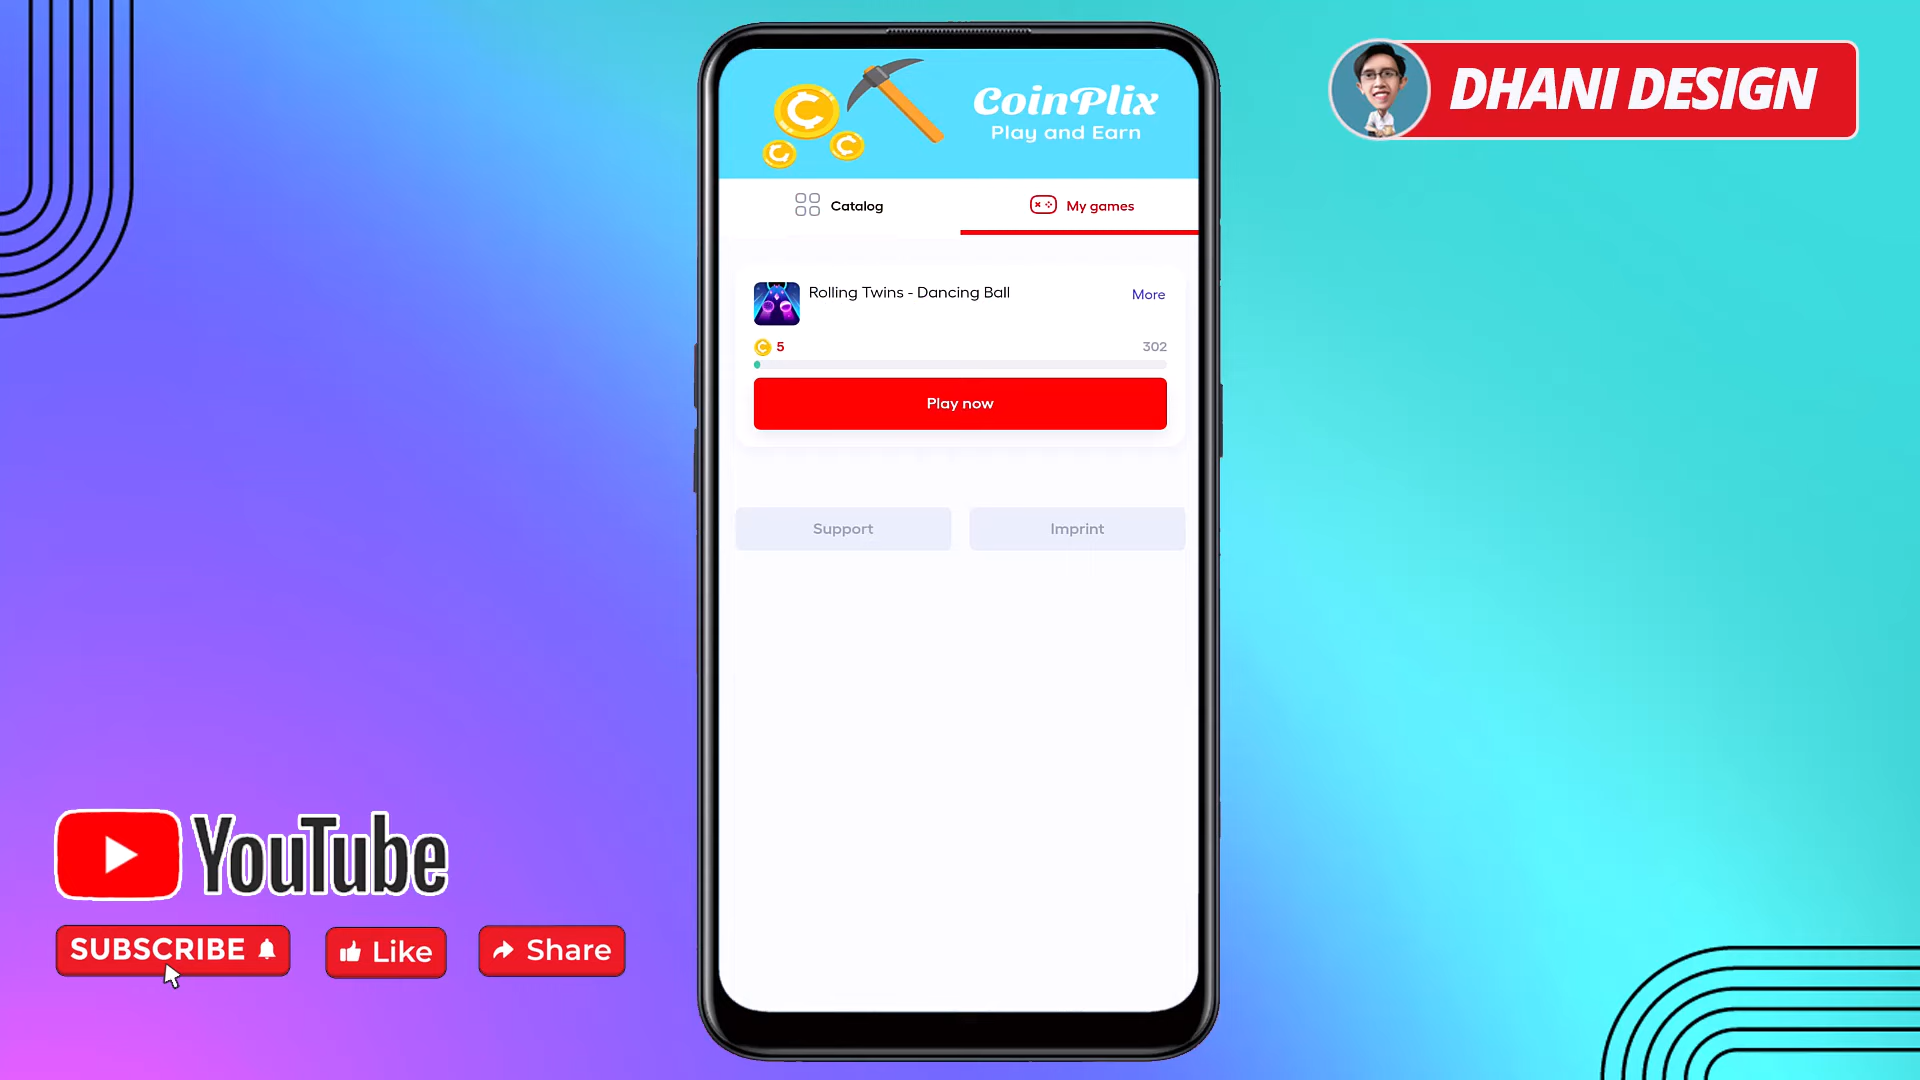 DHANI DESIGN
CoinPlix
Play and Earn
Catalog
My games
Rolling Twins - Dancing Ball
More
5
302
Play now
Support
Imprint
YouTube
SUBSCRIBE
Like
Share